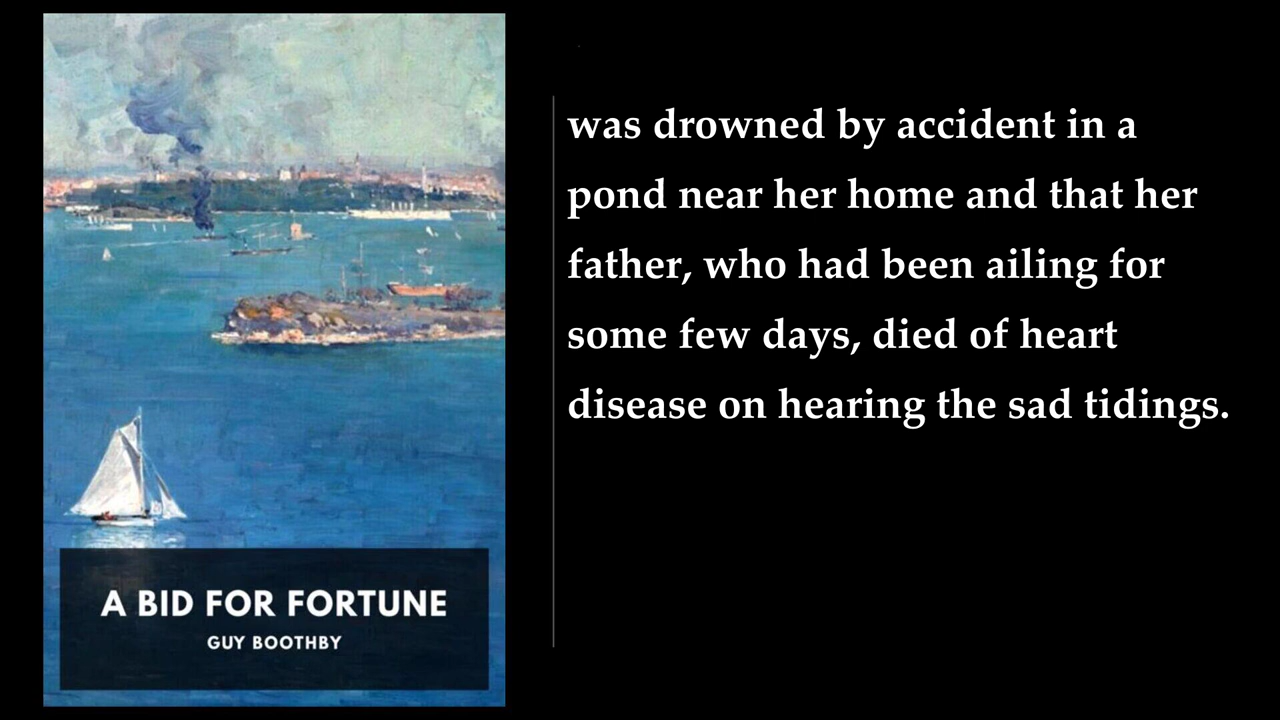 A BID FOR FORTUNE
GUY BOOTHBY
was drowned by accident in a
pond near her home and that her
father, who had been ailing for
some few days, died of heart
disease on hearing the sad tidings.